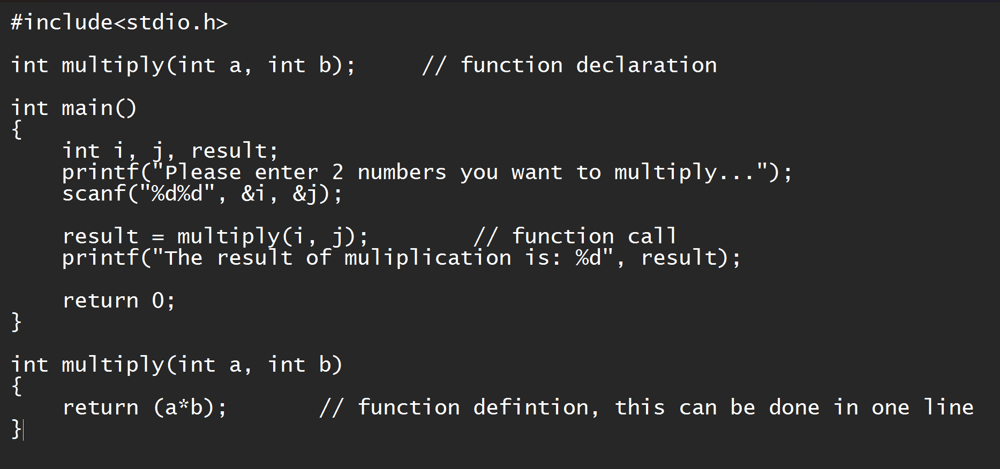 #include<stdio.h>
int multiply(int a, int b);     // function declaration
int main()
{
    int i, j, result;
    printf("Please enter 2 numbers you want to multiply...");
    scanf("%d%d", &i, &j);
    result = multiply(i, j);        // function call
    printf("The result of muliplication is: %d", result);
    return 0;
}
int multiply(int a, int b)
{
    return (a*b);       // function defintion, this can be done in one line
}